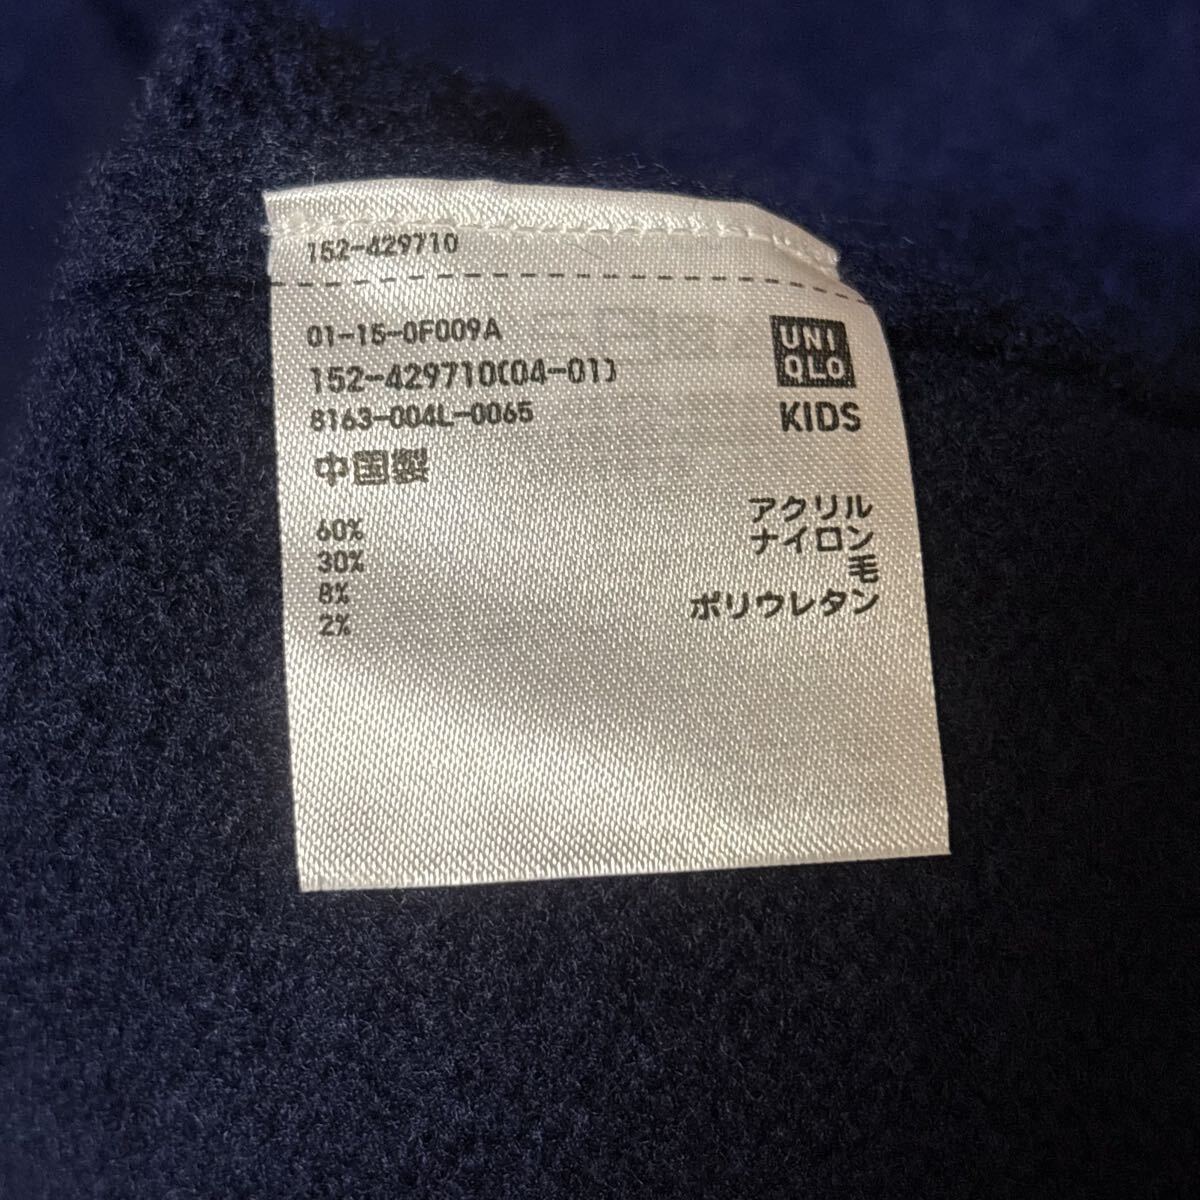 152-429710
01-15-0F009A
152-429710(04-01)
8163-004L-0065
中国製
UNI
QLO
KIDS
60% アクリル
30% ナイロン
8% 毛
2% ポリウレタン